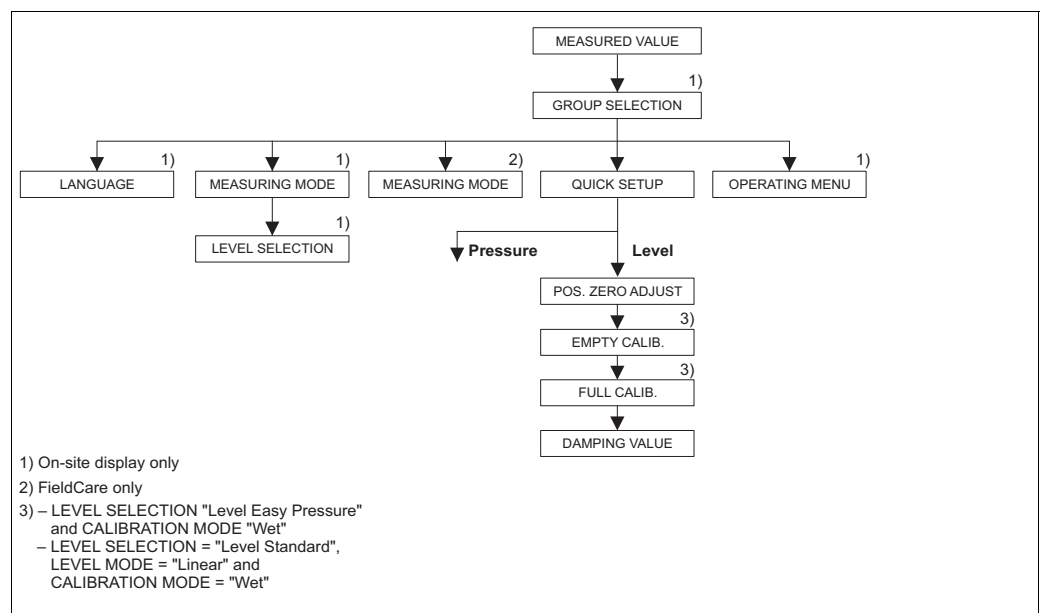 MEASURED VALUE
1)
GROUP SELECTION
1)
LANGUAGE
1)
MEASURING MODE
2)
MEASURING MODE
QUICK SETUP
1)
OPERATING MENU
1)
LEVEL SELECTION
Pressure
Level
POS. ZERO ADJUST
3)
EMPTY CALIB.
3)
FULL CALIB.
DAMPING VALUE
1) On-site display only
2) FieldCare only
3) – LEVEL SELECTION "Level Easy Pressure"
and CALIBRATION MODE "Wet"
– LEVEL SELECTION = "Level Standard",
LEVEL MODE = "Linear" and
CALIBRATION MODE = "Wet"